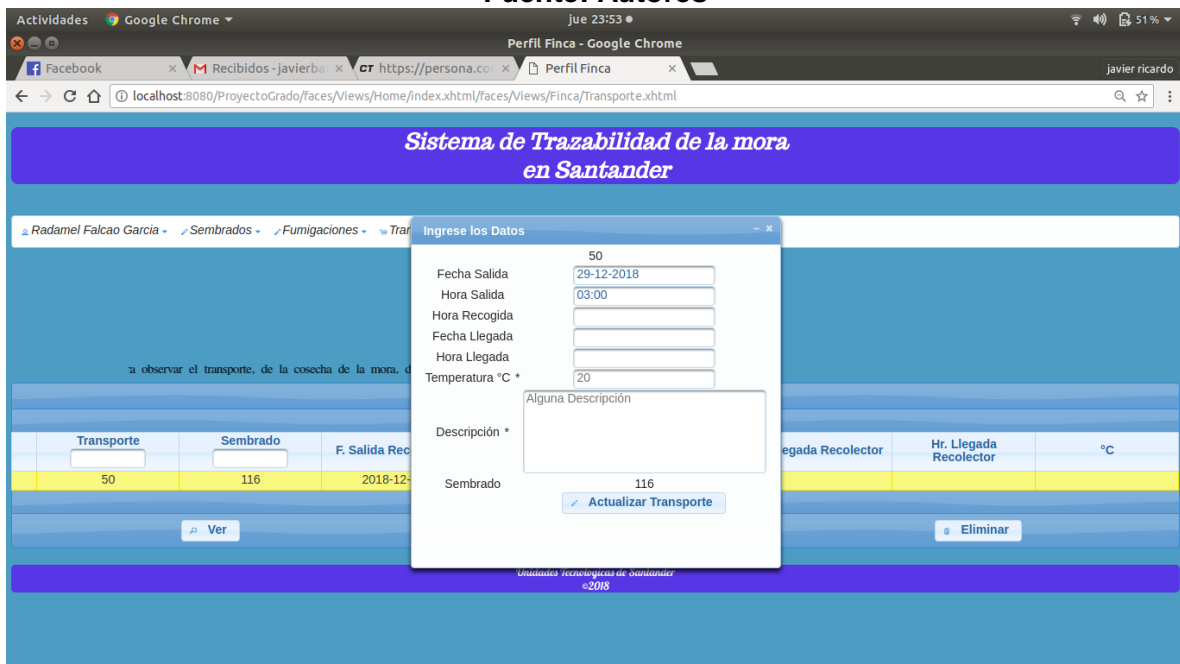 Fuente: Autores
Actividades Google Chrome jue 23:53 51 %
Perfil Finca - Google Chrome
Facebook Recibidos - javierba https://persona.co Perfil Finca javier ricardo
localhost:8080/ProyectoGrado/faces/Views/Home/index.xhtml/faces/Views/Finca/Transporte.xhtml
Sistema de Trazabilidad de la mora
en Santander
Radamel Falcao Garcia Sembrados Fumigaciones Tran
Ingrese los Datos
50
Fecha Salida 29-12-2018
Hora Salida 03:00
Hora Recogida
Fecha Llegada
Hora Llegada
Temperatura °C * 20
Descripción * Alguna Descripción
Sembrado 116
Actualizar Transporte
observar el transporte, de la cosecha de la mora, d
Transporte Sembrado F. Salida Rec egada Recolector Hr. Llegada Recolector °C
50 116 2018-12-
Ver Eliminar
Unidades Tecnologicas de Santander
©2018